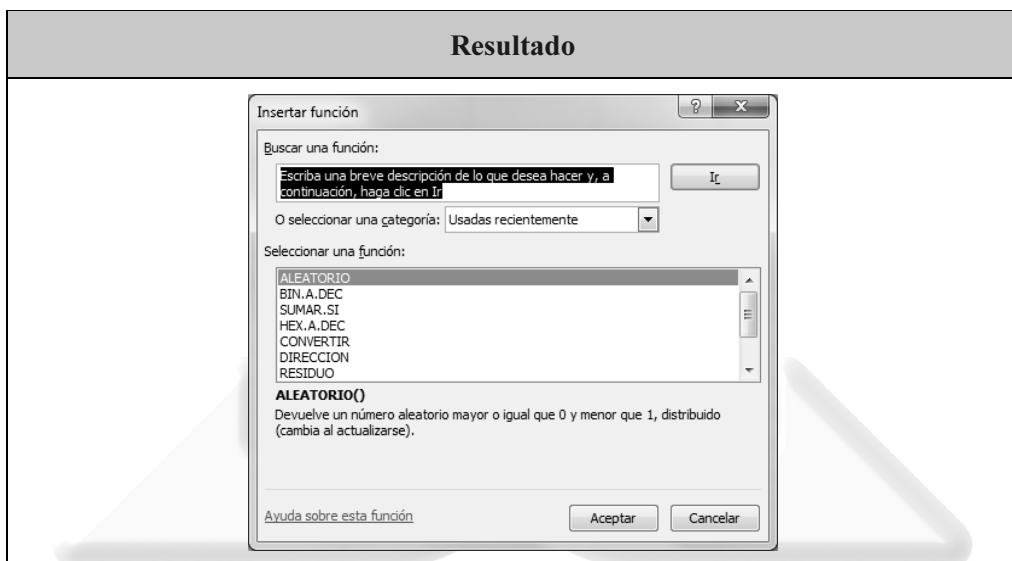 Resultado
Insertar función
Buscar una función:
Escriba una breve descripción de lo que desea hacer y, a
continuación, haga clic en Ir
Ir
O seleccionar una categoría: Usadas recientemente
Seleccionar una función:
ALEATORIO
BIN.A.DEC
SUMAR.SI
HEX.A.DEC
CONVERTIR
DIRECCION
RESIDUO
ALEATORIO()
Devuelve un número aleatorio mayor o igual que 0 y menor que 1, distribuido
(cambia al actualizarse).
Ayuda sobre esta función
Aceptar
Cancelar